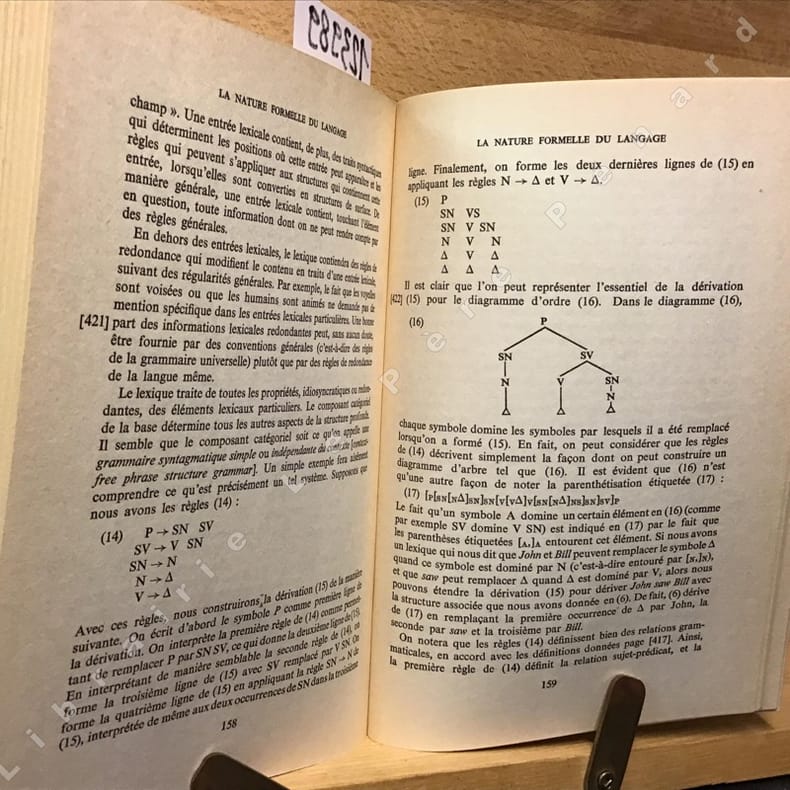 123989
LA NATURE FORMELLE DU LANGAGE
champ ». Une entrée lexicale contient, de plus, des traits syntactiques
qui déterminent les positions où cette entrée peut apparaître et les
règles qui peuvent s'appliquer aux structures qui contiennent cette
entrée, lorsqu'elles sont converties en structures de surface. De
manière générale, une entrée lexicale contient, touchant l'élément
en question, toute information dont on ne peut rendre compte par
des règles générales.
En dehors des entrées lexicales, le lexique contiendra des règles de
redondance qui modifient le contenu en traits d'une entrée lexicale,
suivant des régularités générales. Par exemple, le fait que les voyelles
sont voisées ou que les humains sont animés ne demande pas de
mention spécifique dans les entrées lexicales particulières. Une bonne
[421] part des informations lexicales redondantes peut, sans aucun doute,
être fournie par des conventions générales (c'est-à-dire des règles
de la grammaire universelle) plutôt que par des règles de redondance
de la langue même.
Le lexique traite de toutes les propriétés, idiosyncratiques ou redon-
dantes, des éléments lexicaux particuliers. Le composant catégoriel
de la base détermine tous les autres aspects de la structure profonde.
Il semble que le composant catégoriel soit ce qu'on appelle une
grammaire syntagmatique simple ou indépendante du contexte [context-
free phrase structure grammar]. Un simple exemple fera aisément
comprendre ce qu'est précisément un tel système. Supposons que
nous avons les règles (14) :
(14) P → SN SV
SV → V SN
SN → N
N → Δ
V → Δ
Avec ces règles, nous construirons la dérivation (15) de la manière
suivante. On écrit d'abord le symbole P comme première ligne de
la dérivation. On interprète la première règle de (14) comme permet-
tant de remplacer P par SN SV, ce qui donne la deuxième ligne de (15).
En interprétant de manière semblable la seconde règle de (14), on
forme la troisième ligne de (15) avec SV remplacé par V SN. On
forme la quatrième ligne de (15) en appliquant la règle SN → N de
(15), interprétée de même aux deux occurrences de SN dans la troisième
158
LA NATURE FORMELLE DU LANGAGE
ligne. Finalement, on forme les deux dernières lignes de (15) en
appliquant les règles N → Δ et V → Δ.
(15) P
SN VS
SN V SN
N V N
Δ V Δ
Δ Δ Δ
Il est clair que l'on peut représenter l'essentiel de la dérivation
[422] (15) pour le diagramme d'ordre (16). Dans le diagramme (16),
(16) P
SN SV
N V SN
N
Δ Δ Δ
chaque symbole domine les symboles par lesquels il a été remplacé
lorsqu'on a formé (15). En fait, on peut considérer que les règles
de (14) décrivent simplement la façon dont on peut construire un
diagramme d'arbre tel que (16). Il est évident que (16) n'est
qu'une autre façon de noter la parenthétisation étiquetée (17) :
(17) [P[SN[NΔ]SN]SN[V[VΔ]V[SN[NΔ]NS]SN]SV]P
Le fait qu'un symbole A domine un certain élément en (16) (comme
par exemple SV domine V SN) est indiqué en (17) par le fait que
les parenthèses étiquetées [A,]A entourent cet élément. Si nous avons
un lexique qui nous dit que John et Bill peuvent remplacer le symbole Δ
quand ce symbole est dominé par N (c'est-à-dire entouré par [N,]N),
et que saw peut remplacer Δ quand Δ est dominé par V, alors nous
pouvons étendre la dérivation (15) pour dériver John saw Bill avec
la structure associée que nous avons donnée en (6). De fait, (6) dérive
de (17) en remplaçant la première occurrence de Δ par John, la
seconde par saw et la troisième par Bill.
On notera que les règles (14) définissent bien des relations gram-
maticales, en accord avec les définitions données page [417]. Ainsi,
la première règle de (14) définit la relation sujet-prédicat, et la
159
Librairie Pepe Pard